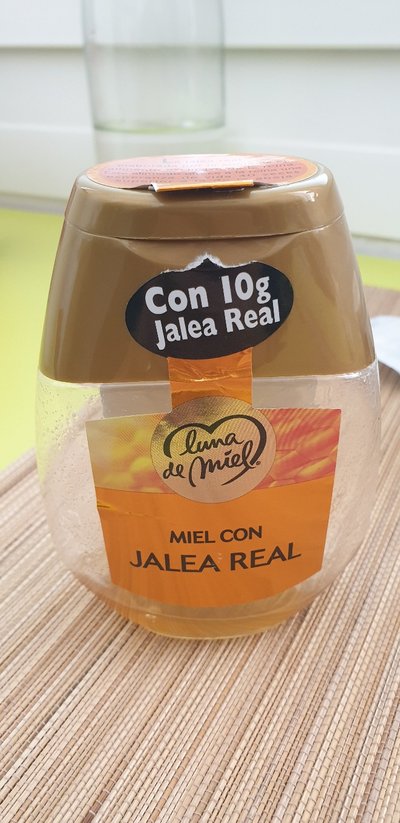 Con 10g
Jalea Real
luna
de miel®
MIEL CON
JALEA REAL